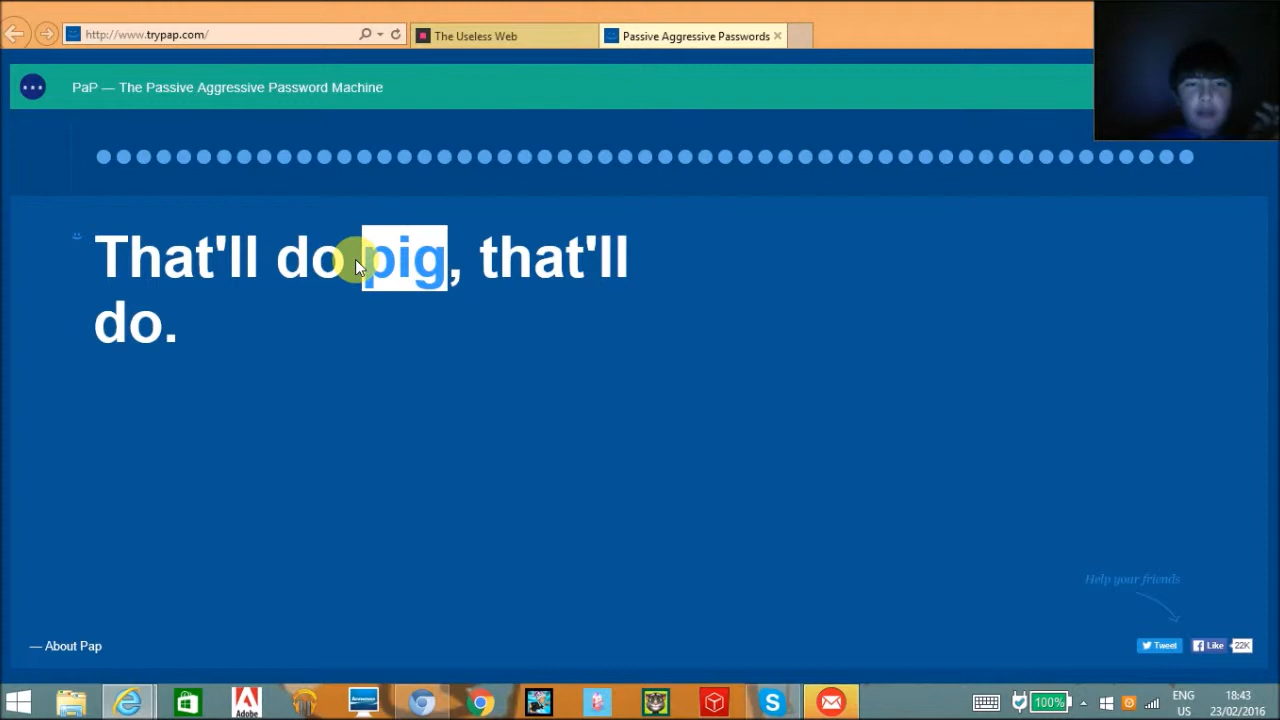 http://www.trypap.com/
The Useless Web
Passive Aggressive Passwords
PaP — The Passive Aggressive Password Machine
That'll do pig, that'll
do.
Help your friends
— About Pap
Tweet
Like
22K
Adobe
lenovo
100%
ENG
US
18:43
23/02/2016